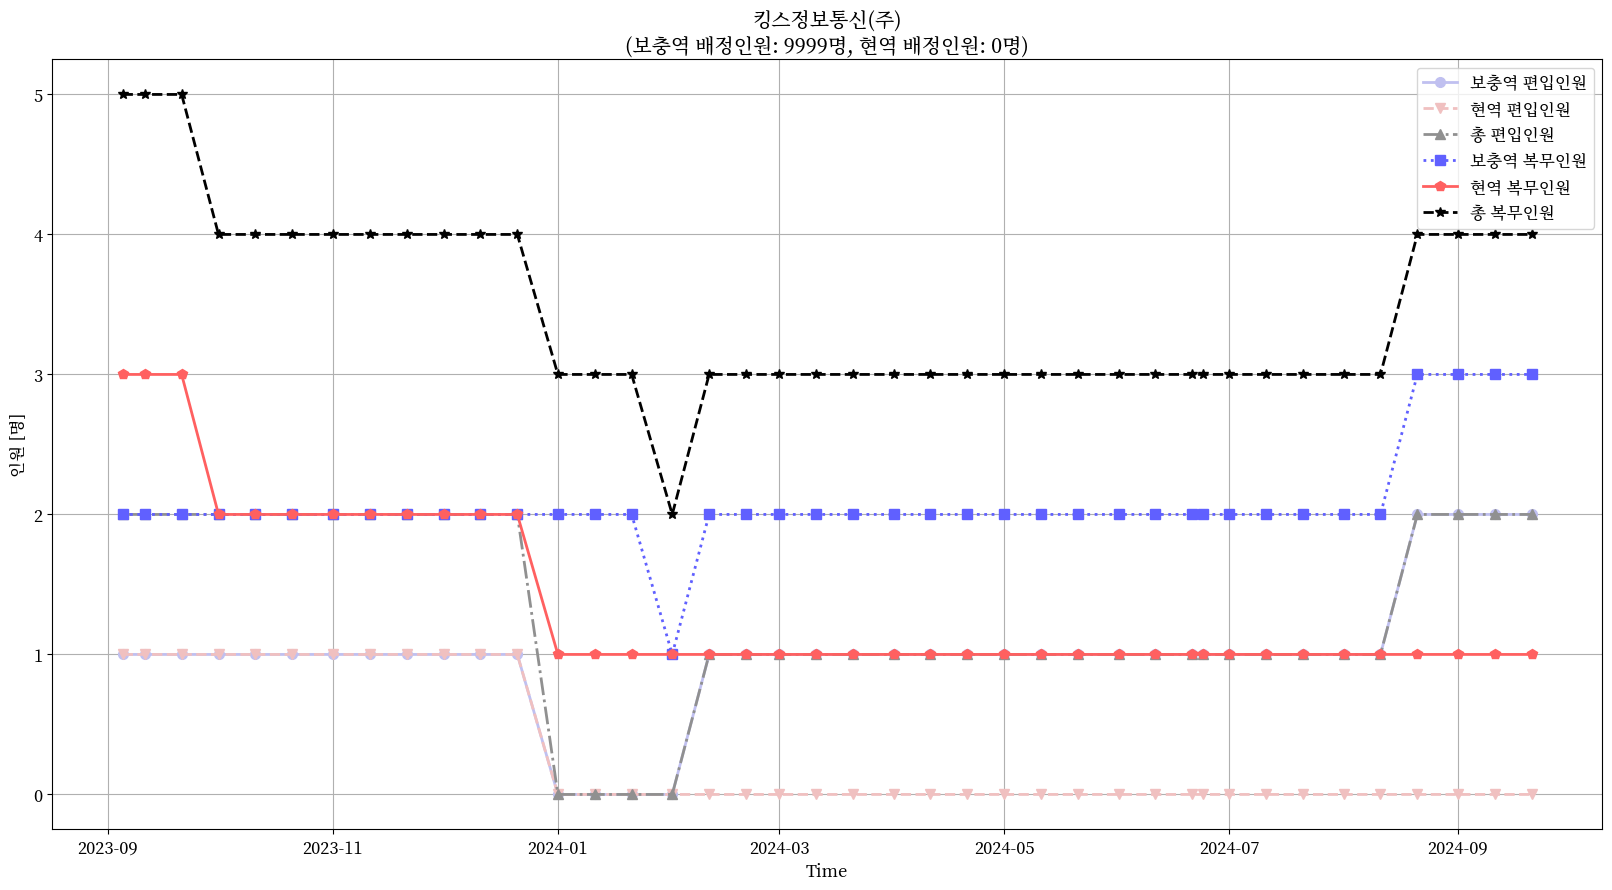 킹스정보통신(주)
(보충역 배정인원: 9999명, 현역 배정인원: 0명)
보충역 편입인원
현역 편입인원
총 편입인원
보충역 복무인원
현역 복무인원
총 복무인원
인원 [명]
5
4
3
2
1
0
2023-09
2023-11
2024-01
2024-03
2024-05
2024-07
2024-09
Time